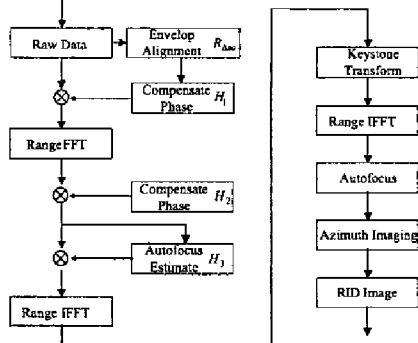 Raw Data
Envelop
Alignment
Compensate
Phase H₁
Range FFT
Compensate
Phase H₂
Autofocus
Estimate H₃
Range IFFT
Keystone
Transform
Range IFFT
Autofocus
Azimuth Imaging
RID Image